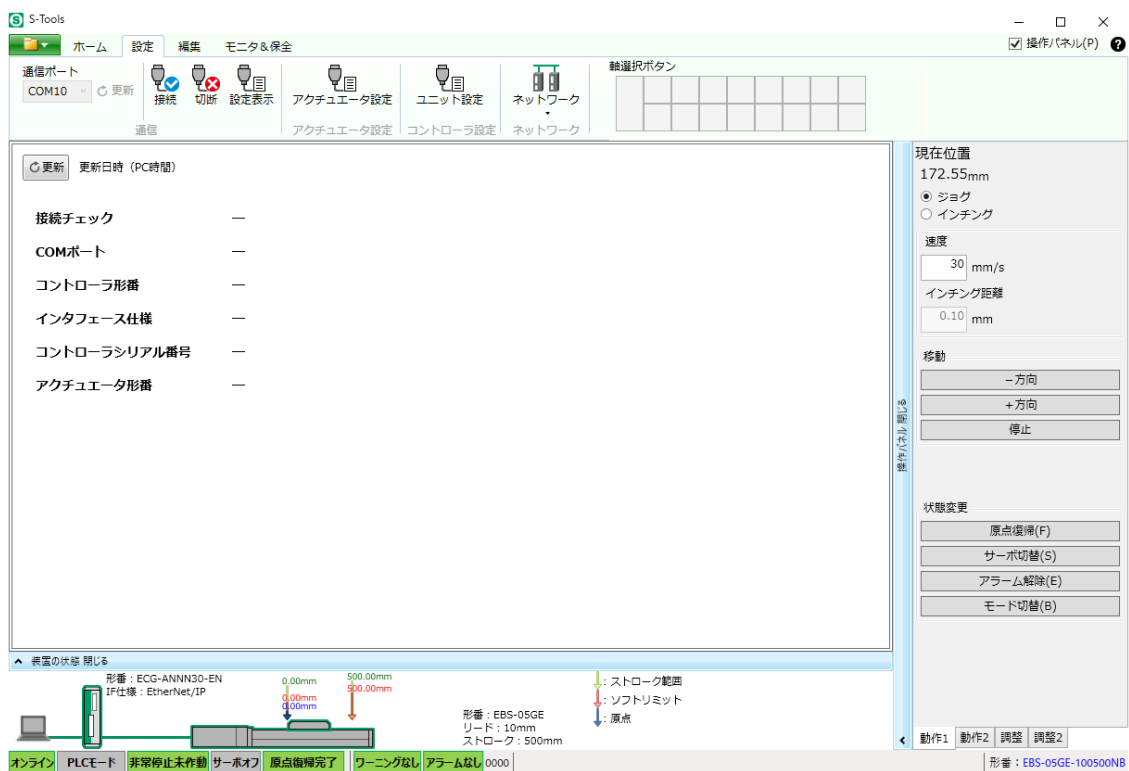 S S-Tools
ホーム 設定 編集 モニタ&保全
操作パネル(P)
通信ポート
COM10 更新
接続 切断 設定表示
通信
アクチュエータ設定
アクチュエータ設定
ユニット設定
コントローラ設定
ネットワーク
ネットワーク
軸選択ボタン
更新 更新日時（PC時間）
接続チェック —
COMポート —
コントローラ形番 —
インタフェース仕様 —
コントローラシリアル番号 —
アクチュエータ形番 —
操作パネル 閉じる
現在位置
172.55mm
ジョグ
インチング
速度
30 mm/s
インチング距離
0.10 mm
移動
－方向
+方向
停止
状態変更
原点復帰(F)
サーボ切替(S)
アラーム解除(E)
モード切替(B)
動作1 動作2 調整 調整2
装置の状態 閉じる
形番：ECG-ANNN30-EN
IF仕様：EtherNet/IP
0.00mm
0.00mm
0.00mm
500.00mm
500.00mm
形番：EBS-05GE
リード：10mm
ストローク：500mm
：ストローク範囲
：ソフトリミット
：原点
オンライン PLCモード 非常停止未作動 サーボオフ 原点復帰完了 ワーニングなし アラームなし 0000
形番：EBS-05GE-100500NB